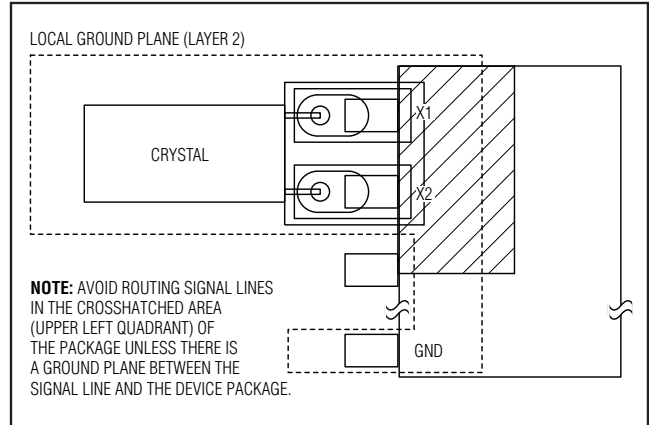 LOCAL GROUND PLANE (LAYER 2)
X1
CRYSTAL
X2
NOTE: AVOID ROUTING SIGNAL LINES
IN THE CROSSHATCHED AREA
(UPPER LEFT QUADRANT) OF
THE PACKAGE UNLESS THERE IS
A GROUND PLANE BETWEEN THE
SIGNAL LINE AND THE DEVICE PACKAGE.
GND